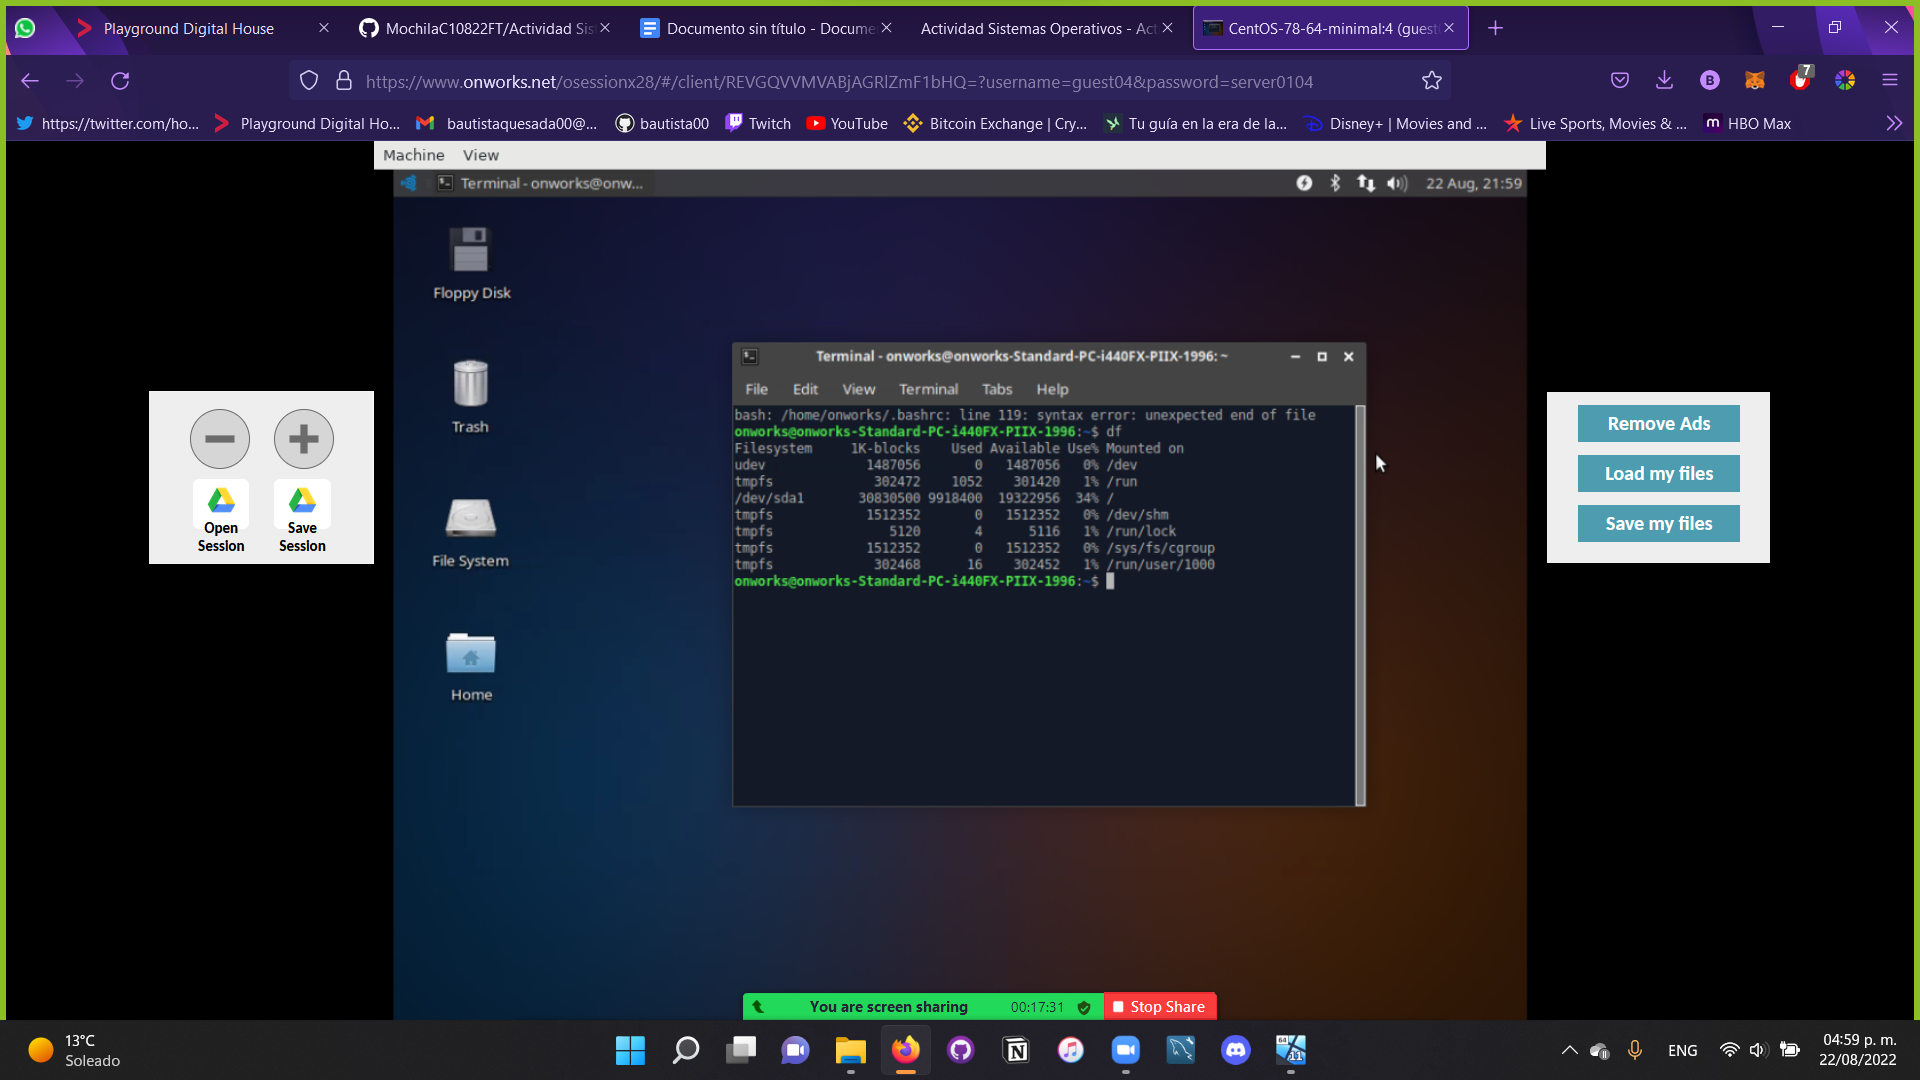 Playground Digital House
MochilaC10822FT/Actividad Sis
Documento sin título - Docume
Actividad Sistemas Operativos - Act
CentOS-78-64-minimal:4 (guest
https://www.onworks.net/osessionx28/#/client/REVGQVVMVABjAGRlZmF1bHQ=?username=guest04&password=server0104
B
7
https://twitter.com/ho...
Playground Digital Ho...
bautistaquesada00@...
bautista00
Twitch
YouTube
Bitcoin Exchange | Cry...
Tu guía en la era de la...
Disney+ | Movies and ...
Live Sports, Movies & ...
m HBO Max
Machine View
Terminal - onworks@onw...
22 Aug, 21:59
Floppy Disk
Trash
File System
Home
Open
Session
Save
Session
Terminal - onworks@onworks-Standard-PC-i440FX-PIIX-1996: ~
File Edit View Terminal Tabs Help
bash: /home/onworks/.bashrc: line 119: syntax error: unexpected end of file
onworks@onworks-Standard-PC-i440FX-PIIX-1996:~$ df
Filesystem 1K-blocks Used Available Use% Mounted on
udev 1487056 0 1487056 0% /dev
tmpfs 302472 1052 301420 1% /run
/dev/sda1 30830500 9918400 19322956 34% /
tmpfs 1512352 0 1512352 0% /dev/shm
tmpfs 5120 4 5116 1% /run/lock
tmpfs 1512352 0 1512352 0% /sys/fs/cgroup
tmpfs 302468 16 302452 1% /run/user/1000
onworks@onworks-Standard-PC-i440FX-PIIX-1996:~$
Remove Ads
Load my files
Save my files
You are screen sharing
00:17:31
Stop Share
13°C
Soleado
64
11
ENG
04:59 p. m.
22/08/2022